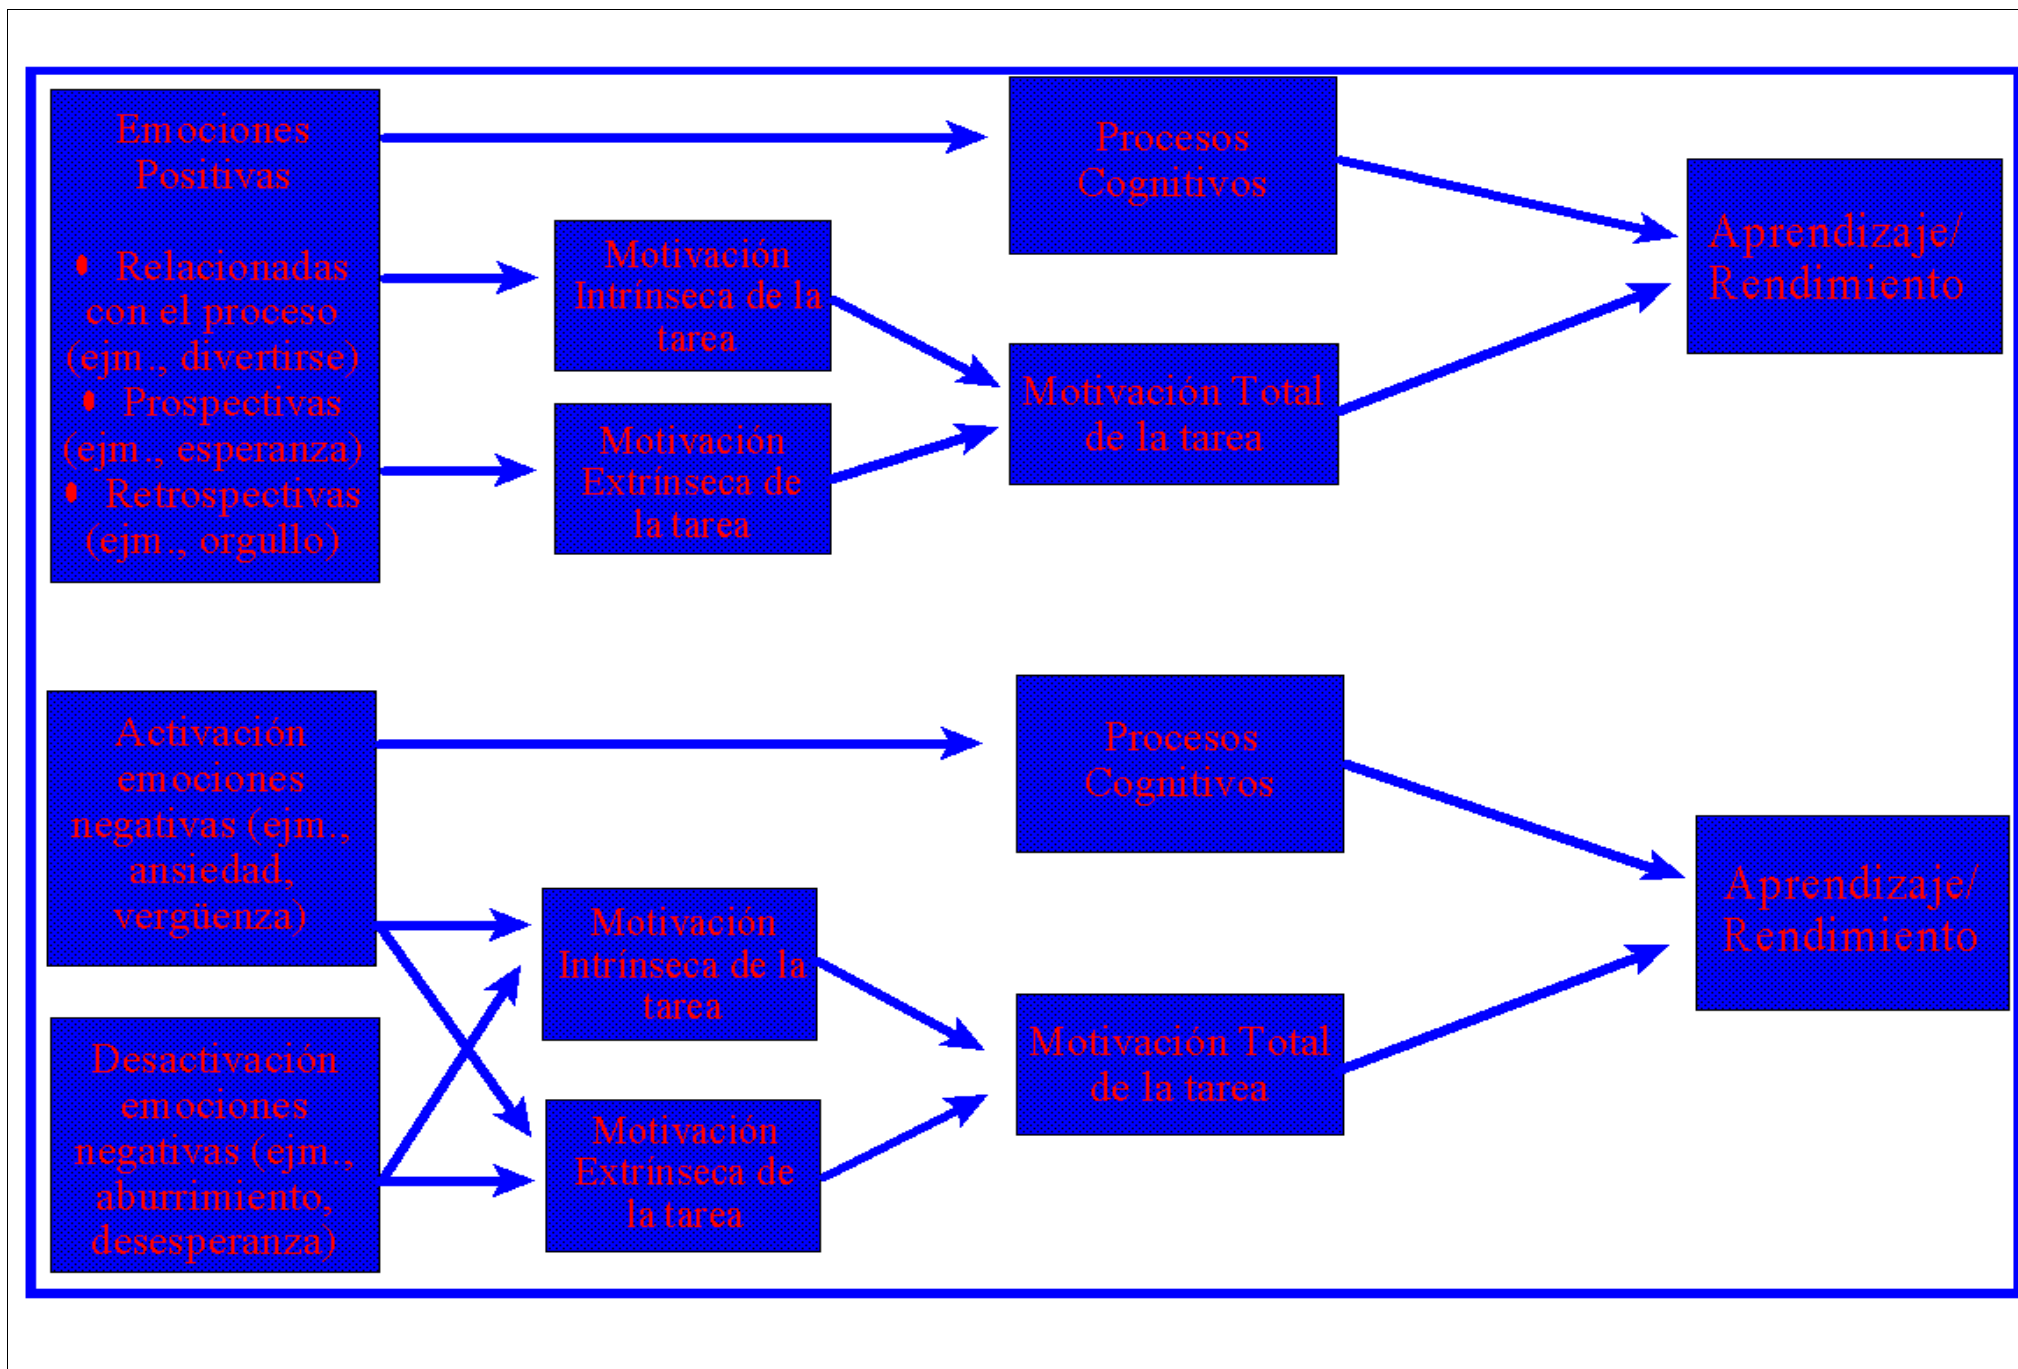 Emociones
Positivas
• Relacionadas
con el proceso
(ejm., divertirse)
• Prospectivas
(ejm., esperanza)
• Retrospectivas
(ejm., orgullo)
Motivación
Intrínseca de la
tarea
Motivación
Extrínseca de
la tarea
Procesos
Cognitivos
Motivación Total
de la tarea
Aprendizaje/
Rendimiento
Activación
emociones
negativas (ejm.,
ansiedad,
vergüenza)
Desactivación
emociones
negativas (ejm.,
aburrimiento,
desesperanza)
Motivación
Intrínseca de la
tarea
Motivación
Extrínseca de
la tarea
Procesos
Cognitivos
Motivación Total
de la tarea
Aprendizaje/
Rendimiento